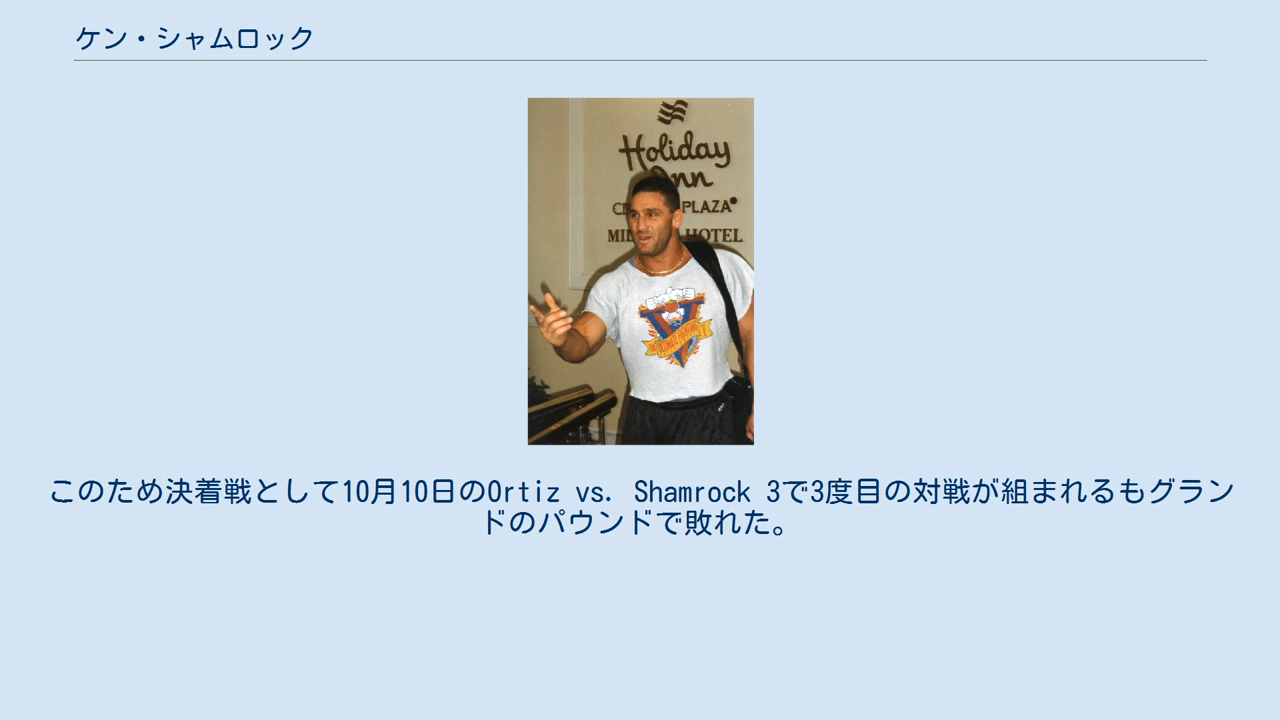 ケン・シャムロック
Holiday
Inn
PLAZA
HOTEL
ULTIMATE FIGHTING
このため決着戦として10月10日のOrtiz vs. Shamrock 3で3度目の対戦が組まれるもグラン
ドのパウンドで敗れた。